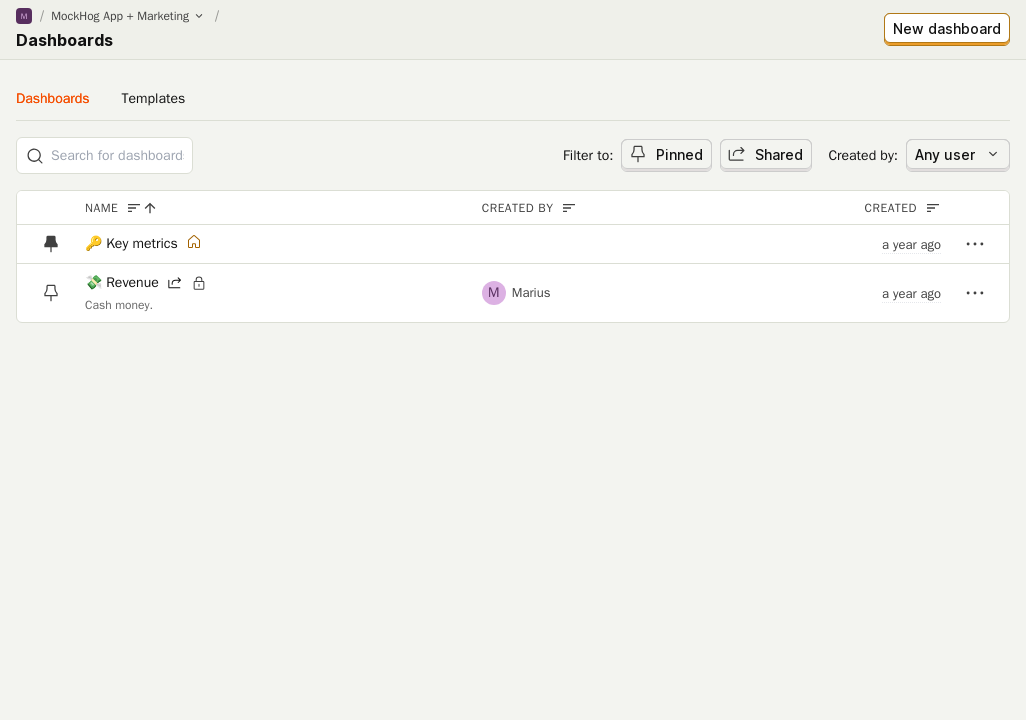 M / MockHog App + Marketing /
Dashboards
New dashboard
Dashboards Templates
Search for dashboards
Filter to: Pinned Shared Created by: Any user
NAME CREATED BY CREATED
🔑 Key metrics a year ago
💸 Revenue
Cash money.
M Marius a year ago